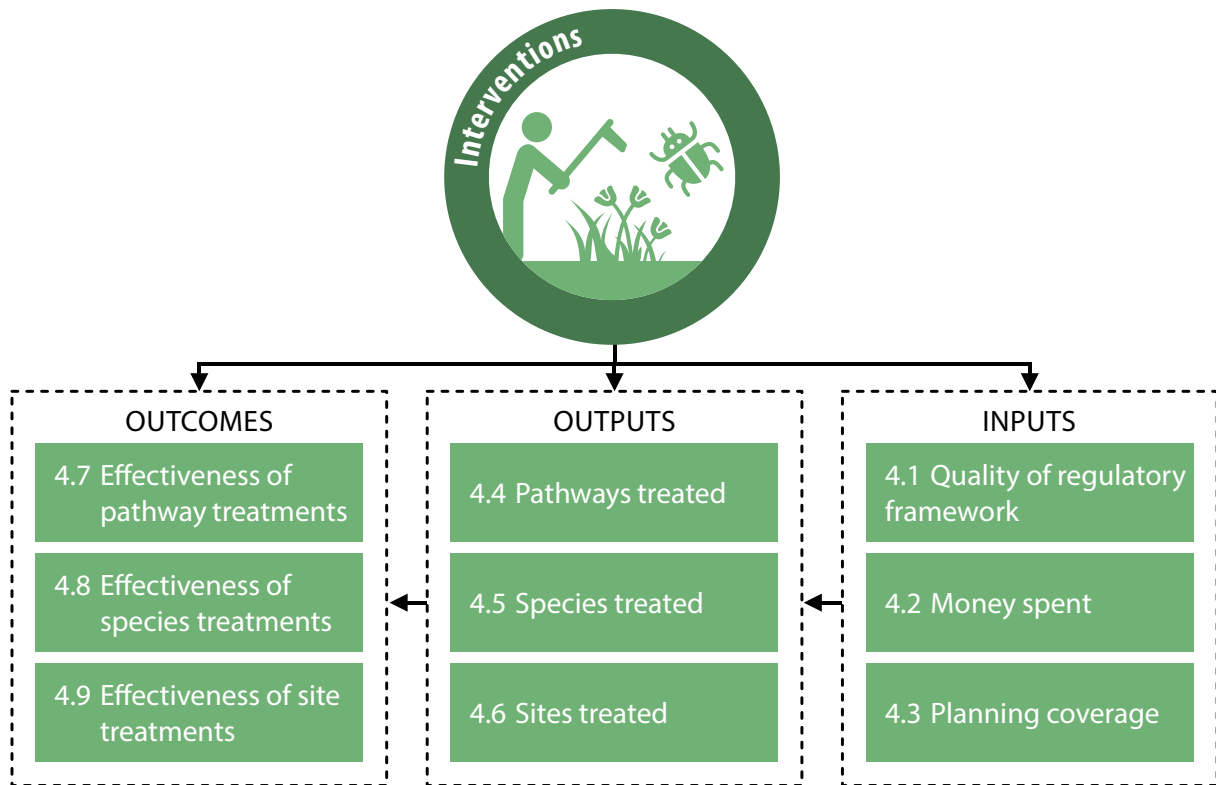 Interventions
OUTCOMES
4.7 Effectiveness of
pathway treatments
4.8 Effectiveness of
species treatments
4.9 Effectiveness of site
treatments
OUTPUTS
4.4 Pathways treated
4.5 Species treated
4.6 Sites treated
INPUTS
4.1 Quality of regulatory
framework
4.2 Money spent
4.3 Planning coverage